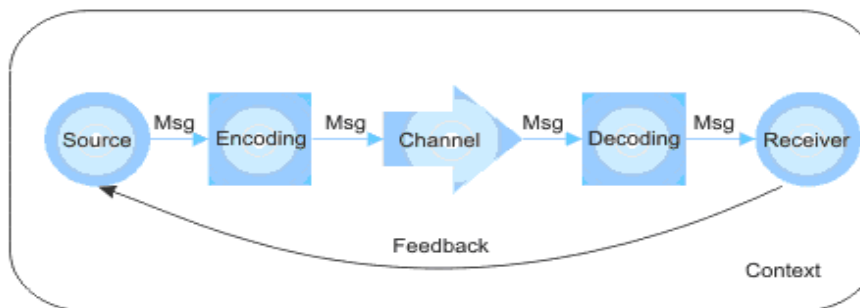 Msg Msg Msg Msg
Source Encoding Channel Decoding Receiver
Feedback
Context